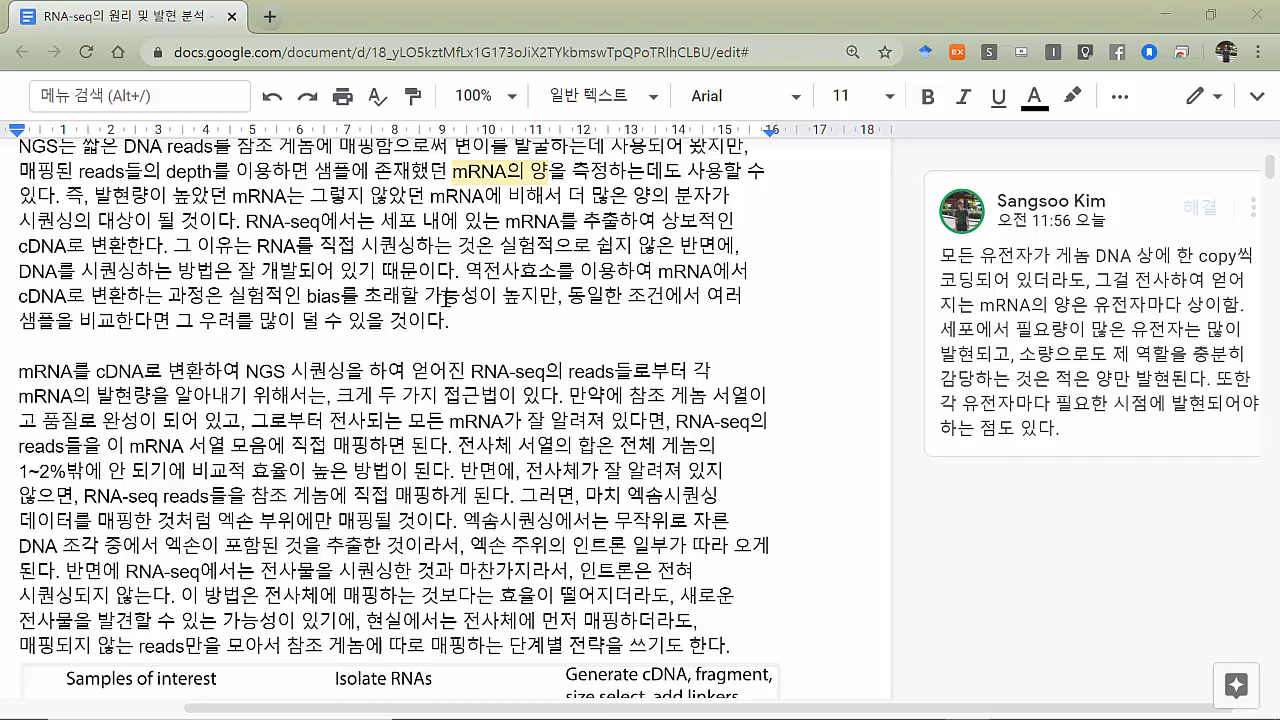 RNA-seq의 원리 및 발현 분석 -
docs.google.com/document/d/18_yLO5kztMfLx1G173oJiX2TYkbmswTpQPoTRlhCLBU/edit#
메뉴 검색 (Alt+/)
100%
일반 텍스트
Arial
11
B I U A
1 2 3 4 5 6 7 8 9 10 11 12 13 14 15 16 17 18
NGS는 짧은 DNA reads를 참조 게놈에 매핑함으로써 변이를 발굴하는데 사용되어 왔지만,
매핑된 reads들의 depth를 이용하면 샘플에 존재했던 mRNA의 양을 측정하는데도 사용할 수
있다. 즉, 발현량이 높았던 mRNA는 그렇지 않았던 mRNA에 비해서 더 많은 양의 분자가
시퀀싱의 대상이 될 것이다. RNA-seq에서는 세포 내에 있는 mRNA를 추출하여 상보적인
cDNA로 변환한다. 그 이유는 RNA를 직접 시퀀싱하는 것은 실험적으로 쉽지 않은 반면에,
DNA를 시퀀싱하는 방법은 잘 개발되어 있기 때문이다. 역전사효소를 이용하여 mRNA에서
cDNA로 변환하는 과정은 실험적인 bias를 초래할 가능성이 높지만, 동일한 조건에서 여러
샘플을 비교한다면 그 우려를 많이 덜 수 있을 것이다.
mRNA를 cDNA로 변환하여 NGS 시퀀싱을 하여 얻어진 RNA-seq의 reads들로부터 각
mRNA의 발현량을 알아내기 위해서는, 크게 두 가지 접근법이 있다. 만약에 참조 게놈 서열이
고 품질로 완성이 되어 있고, 그로부터 전사되는 모든 mRNA가 잘 알려져 있다면, RNA-seq의
reads들을 이 mRNA 서열 모음에 직접 매핑하면 된다. 전사체 서열의 합은 전체 게놈의
1~2%밖에 안 되기에 비교적 효율이 높은 방법이 된다. 반면에, 전사체가 잘 알려져 있지
않으면, RNA-seq reads들을 참조 게놈에 직접 매핑하게 된다. 그러면, 마치 엑솜시퀀싱
데이터를 매핑한 것처럼 엑손 부위에만 매핑될 것이다. 엑솜시퀀싱에서는 무작위로 자른
DNA 조각 중에서 엑손이 포함된 것을 추출한 것이라서, 엑손 주위의 인트론 일부가 따라 오게
된다. 반면에 RNA-seq에서는 전사물을 시퀀싱한 것과 마찬가지라서, 인트론은 전혀
시퀀싱되지 않는다. 이 방법은 전사체에 매핑하는 것보다는 효율이 떨어지더라도, 새로운
전사물을 발견할 수 있는 가능성이 있기에, 현실에서는 전사체에 먼저 매핑하더라도,
매핑되지 않는 reads만을 모아서 참조 게놈에 따로 매핑하는 단계별 전략을 쓰기도 한다.
Samples of interest
Isolate RNAs
Generate cDNA, fragment,
size select, add linkers
Sangsoo Kim
오전 11:56 오늘
해결
모든 유전자가 게놈 DNA 상에 한 copy씩
코딩되어 있더라도, 그걸 전사하여 얻어
지는 mRNA의 양은 유전자마다 상이함.
세포에서 필요량이 많은 유전자는 많이
발현되고, 소량으로도 제 역할을 충분히
감당하는 것은 적은 양만 발현된다. 또한
각 유전자마다 필요한 시점에 발현되어야
하는 점도 있다.